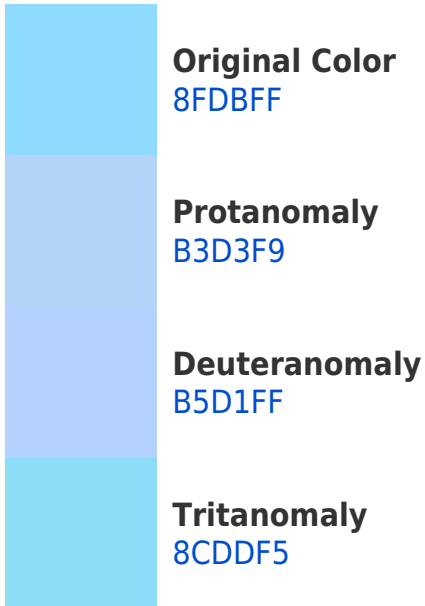 Original Color
8FDBFF
Protanomaly
B3D3F9
Deuteranomaly
B5D1FF
Tritanomaly
8CDDF5